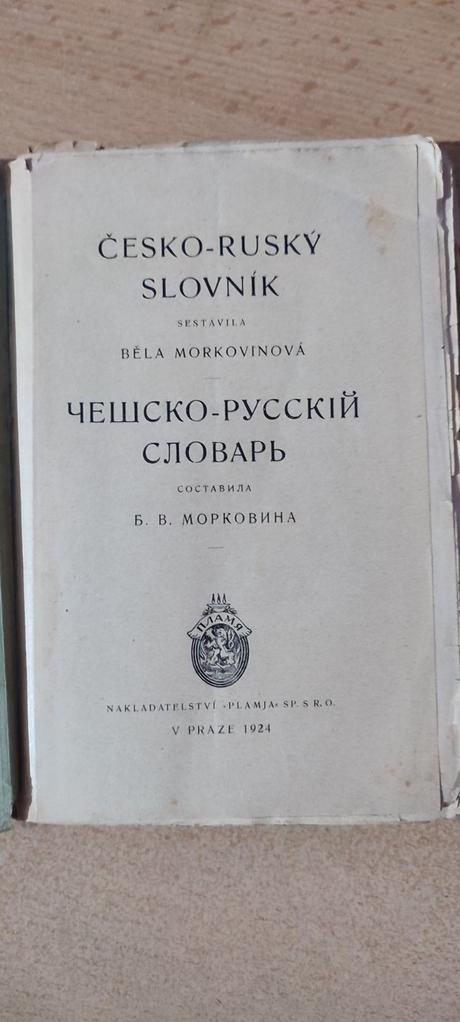 ČESKO-RUSKÝ
SLOVNÍK
SESTAVILA
BĚLA MORKOVINOVÁ
ЧЕШСКО-РУССКІЙ
СЛОВАРЬ
СОСТАВИЛА
Б. В. МОРКОВИНА
ПЛАМЯ
NAKLADATELSTVÍ »PLAMJA« SP. S R. O.
V PRAZE 1924